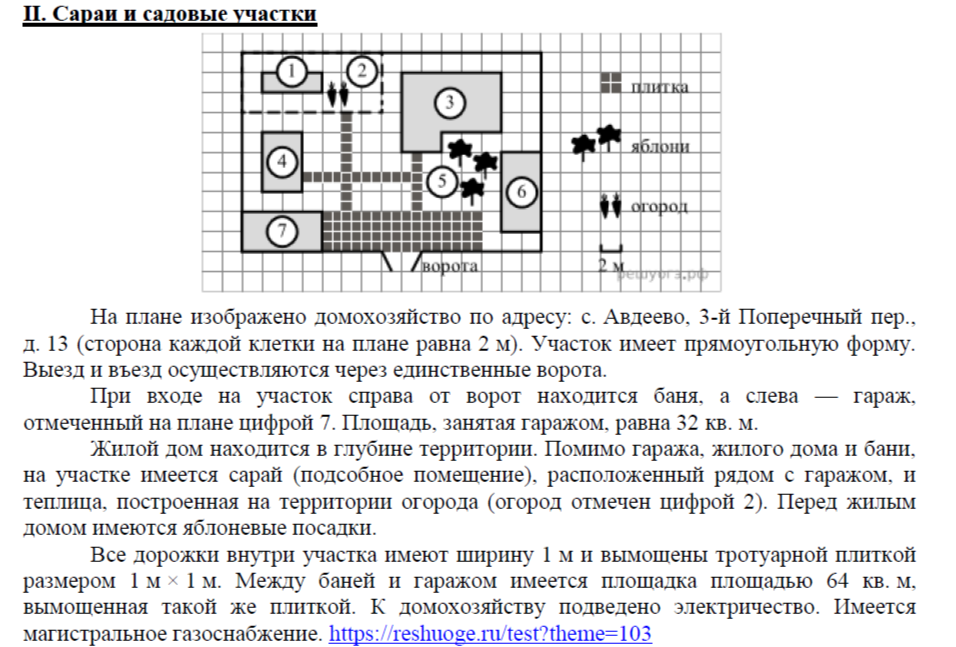 II. Сараи и садовые участки
1
2
3
плитка
яблони
4
5
6
огород
7
ворота
2 м
решуогэ.рф
На плане изображено домохозяйство по адресу: с. Авдеево, 3-й Поперечный пер.,
д. 13 (сторона каждой клетки на плане равна 2 м). Участок имеет прямоугольную форму.
Выезд и въезд осуществляются через единственные ворота.
При входе на участок справа от ворот находится баня, а слева — гараж,
отмеченный на плане цифрой 7. Площадь, занятая гаражом, равна 32 кв. м.
Жилой дом находится в глубине территории. Помимо гаража, жилого дома и бани,
на участке имеется сарай (подсобное помещение), расположенный рядом с гаражом, и
теплица, построенная на территории огорода (огород отмечен цифрой 2). Перед жилым
домом имеются яблоневые посадки.
Все дорожки внутри участка имеют ширину 1 м и вымощены тротуарной плиткой
размером 1 м × 1 м. Между баней и гаражом имеется площадка площадью 64 кв. м,
вымощенная такой же плиткой. К домохозяйству подведено электричество. Имеется
магистральное газоснабжение. https://reshuoge.ru/test?theme=103